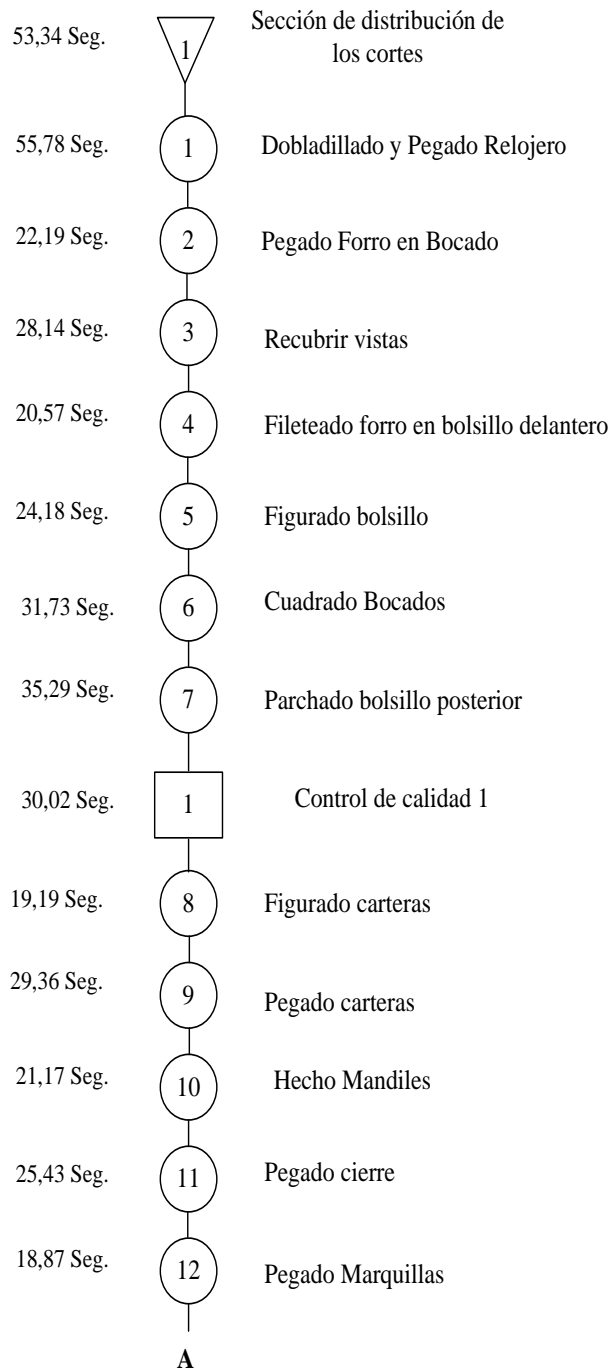 53,34 Seg. 1 Sección de distribución de
los cortes
55,78 Seg. 1 Dobladillado y Pegado Relojero
22,19 Seg. 2 Pegado Forro en Bocado
28,14 Seg. 3 Recubrir vistas
20,57 Seg. 4 Fileteado forro en bolsillo delantero
24,18 Seg. 5 Figurado bolsillo
31,73 Seg. 6 Cuadrado Bocados
35,29 Seg. 7 Parchado bolsillo posterior
30,02 Seg. 1 Control de calidad 1
19,19 Seg. 8 Figurado carteras
29,36 Seg. 9 Pegado carteras
21,17 Seg. 10 Hecho Mandiles
25,43 Seg. 11 Pegado cierre
18,87 Seg. 12 Pegado Marquillas
A